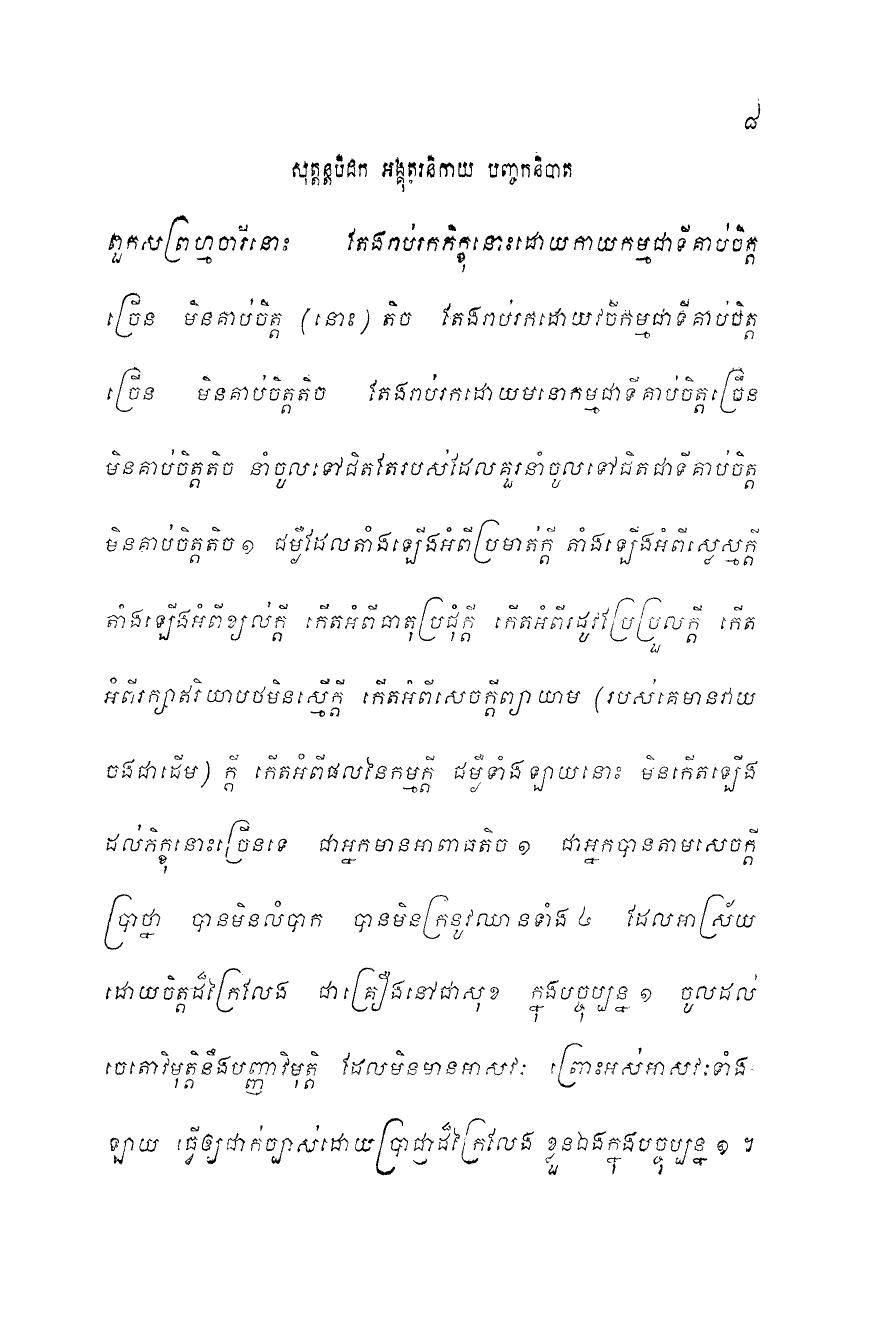 ៨
សុត្តន្តបិដក អង្គុត្តរនិកាយ បញ្ចកនិបាត
ពួកសព្រហ្មចារីនោះ តែងរាប់រកភិក្ខុនោះដោយកាយកម្មជាទីគាប់ចិត្ត
ច្រើន មិនគាប់ចិត្ត (នោះ) តិច តែងរាប់រកដោយវចីកម្មជាទីគាប់ចិត្ត
ច្រើន មិនគាប់ចិត្តតិច តែងរាប់រកដោយមនោកម្មជាទីគាប់ចិត្តច្រើន
មិនគាប់ចិត្តតិច នាំចូលទៅជិតតែរបស់ដែលគួរនាំចូលទៅជិតជាទីគាប់ចិត្ត
មិនគាប់ចិត្តតិច ១ ជម្ងឺដែលតាំងឡើងអំពីប្រមាត់ក្តី តាំងឡើងអំពីស្លេស្មក្តី
តាំងឡើងអំពីខ្យល់ក្តី កើតអំពីធាតុប្រជុំក្តី កើតអំពីរដូវប្រែប្រួលក្តី កើត
អំពីរក្សាឥរិយាបថមិនស្មើក្តី កើតអំពីសេចក្តីព្យាយាម (របស់គេមានវាយ
ចងជាដើម) ក្តី កើតអំពីផលនៃកម្មក្តី ជម្ងឺទាំងឡាយនោះ មិនកើតឡើង
ដល់ភិក្ខុនោះច្រើនទេ ជាអ្នកមានអាពាធតិច ១ ជាអ្នកបានតាមសេចក្តី
ប្រាថ្នា បានមិនលំបាក បានមិនក្រនូវឈានទាំង ៤ ដែលអាស្រ័យ
ដោយចិត្តដ៏ក្រៃលែង ជាគ្រឿងនៅជាសុខ ក្នុងបច្ចុប្បន្ន ១ ចូលដល់
ចេតោវិមុត្តិនឹងបញ្ញាវិមុត្តិ ដែលមិនមានអាសវៈ ព្រោះអស់អាសវៈទាំង
ឡាយ ធ្វើឲ្យជាក់ច្បាស់ដោយប្រាជ្ញាដ៏ក្រៃលែង ខ្លួនឯងក្នុងបច្ចុប្បន្ន ១ ។